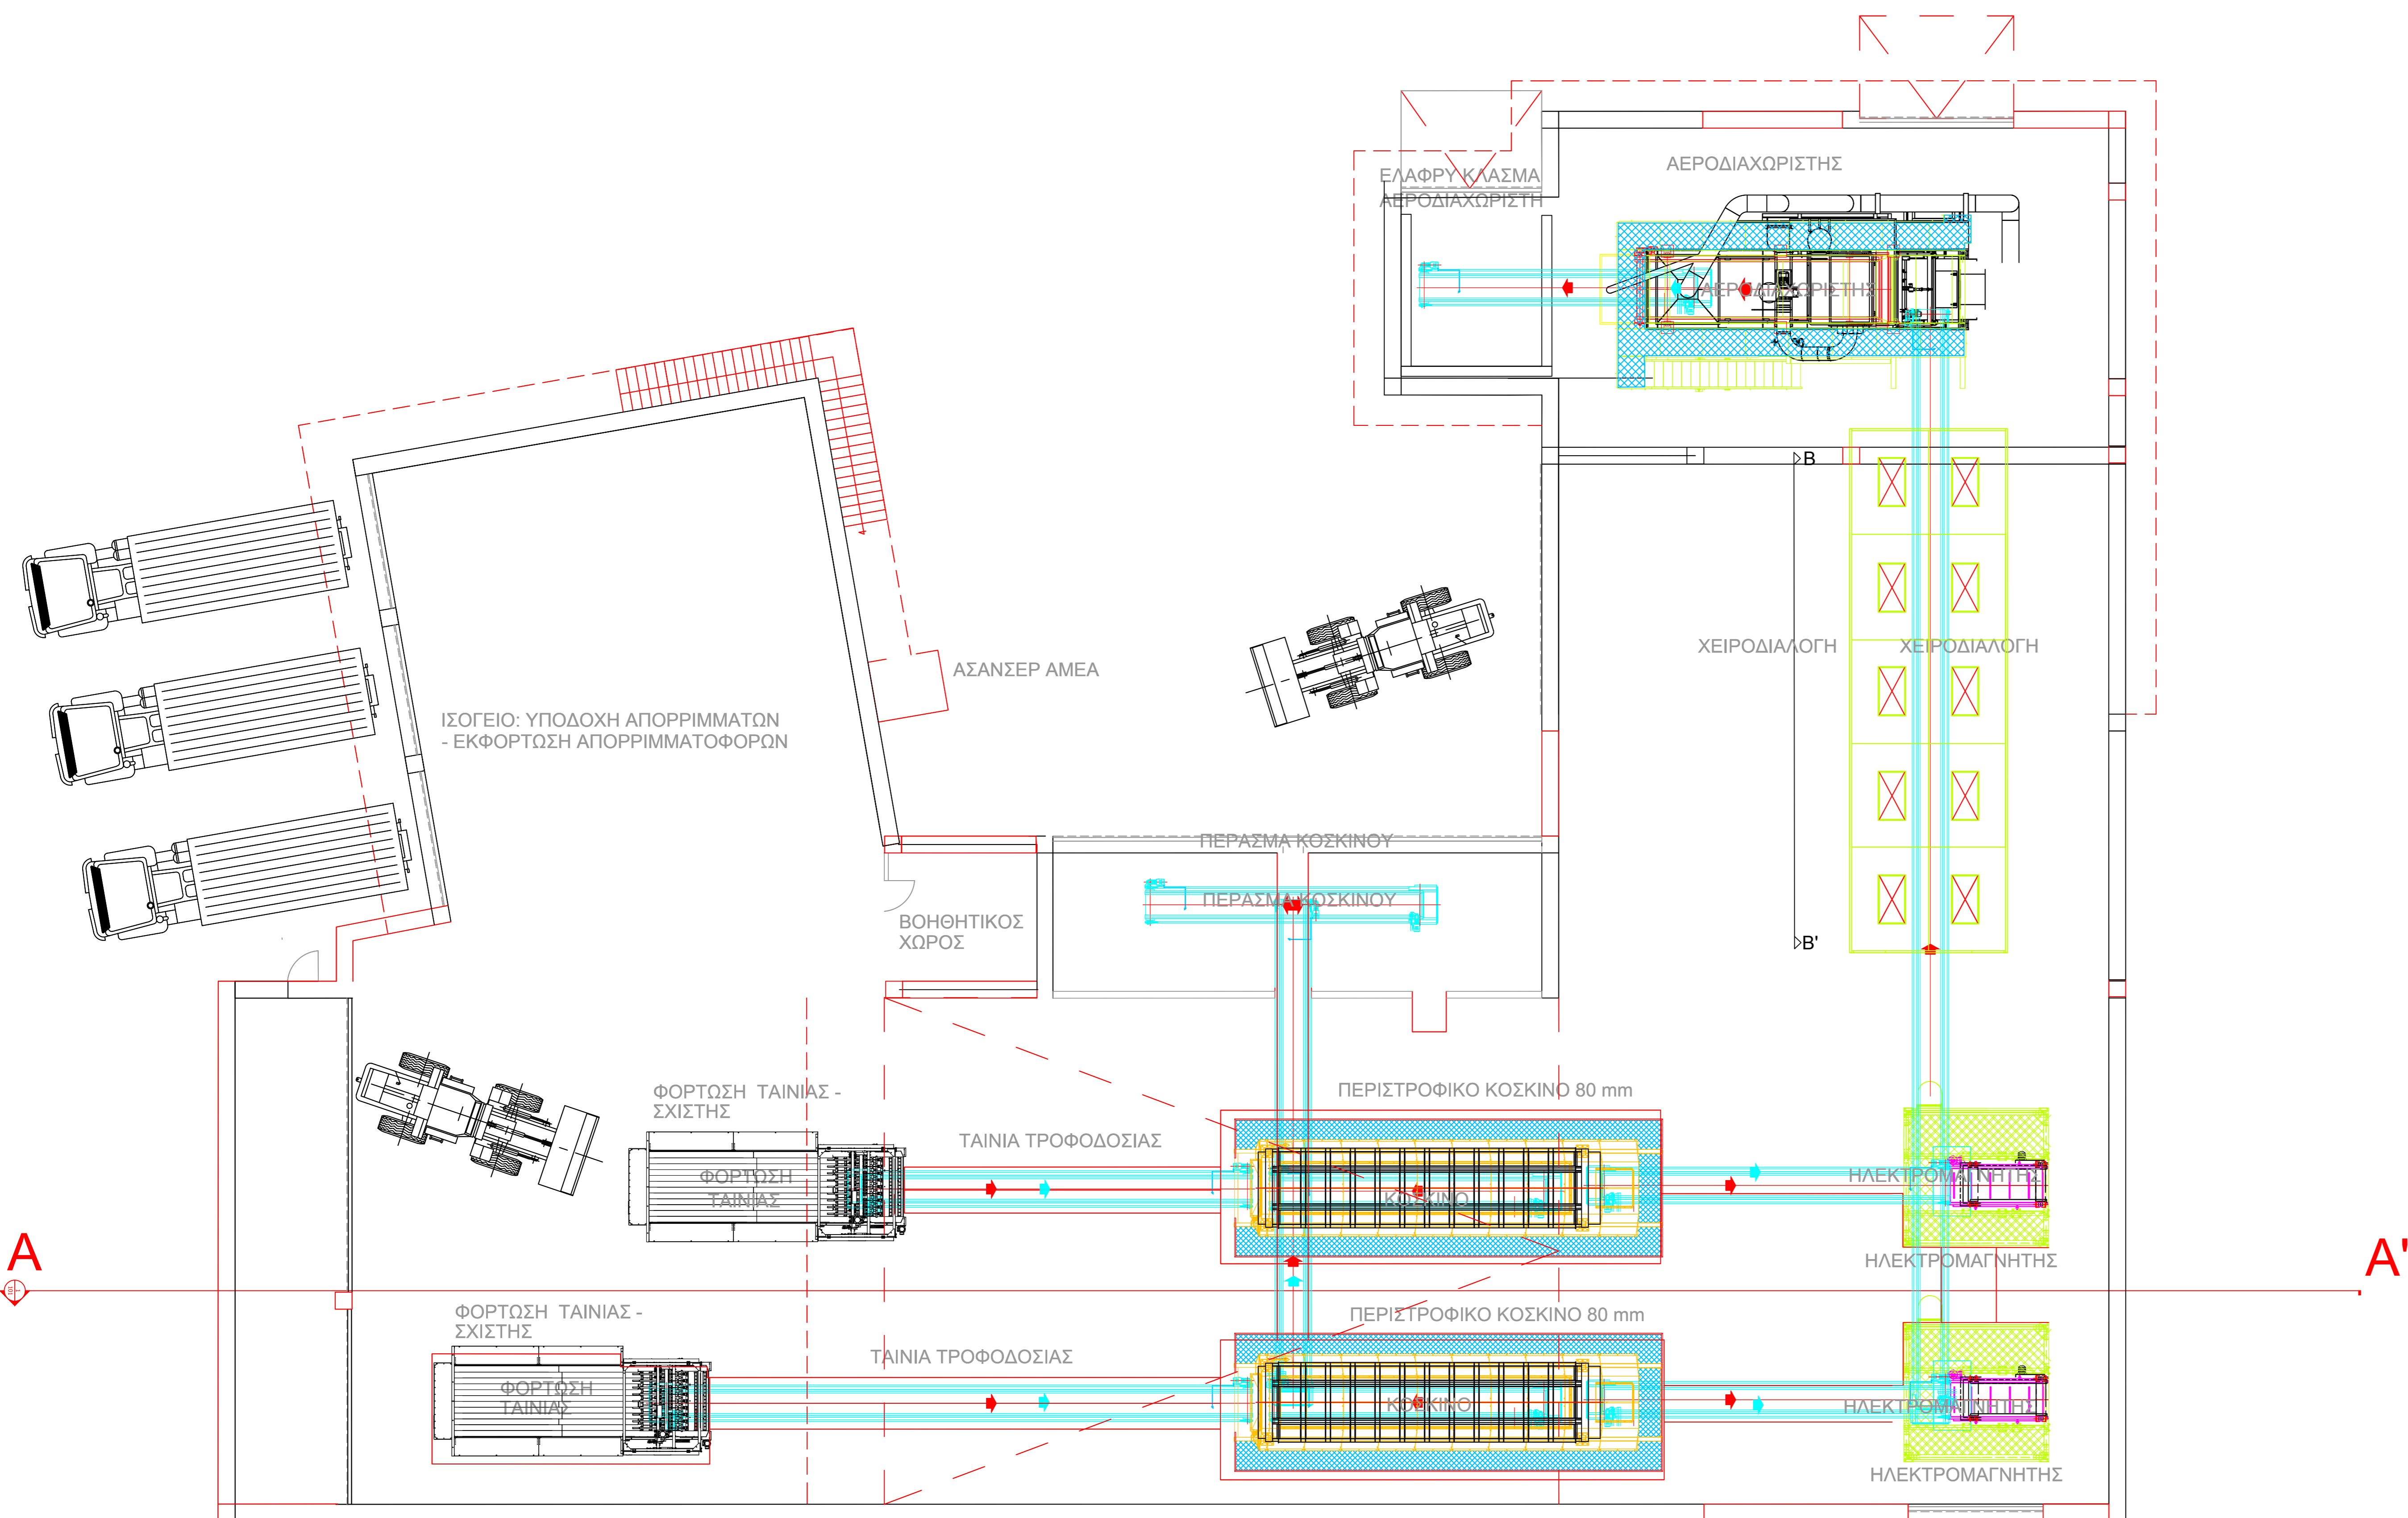 ΕΛΑΦΡΥ ΚΛΑΣΜΑ
ΑΕΡΟΔΙΑΧΩΡΙΣΤΗ
ΑΕΡΟΔΙΑΧΩΡΙΣΤΗΣ
ΑΕΡΟΔΙΑΧΩΡΙΣΤΗΣ
B
ΧΕΙΡΟΔΙΑΛΟΓΗ
ΧΕΙΡΟΔΙΑΛΟΓΗ
ΑΣΑΝΣΕΡ ΑΜΕΑ
ΙΣΟΓΕΙΟ: ΥΠΟΔΟΧΗ ΑΠΟΡΡΙΜΜΑΤΩΝ
- ΕΚΦΟΡΤΩΣΗ ΑΠΟΡΡΙΜΜΑΤΟΦΟΡΩΝ
ΠΕΡΑΣΜΑ ΚΟΣΚΙΝΟΥ
ΠΕΡΑΣΜΑ ΚΟΣΚΙΝΟΥ
ΒΟΗΘΗΤΙΚΟΣ
ΧΩΡΟΣ
B'
ΦΟΡΤΩΣΗ ΤΑΙΝΙΑΣ -
ΣΧΙΣΤΗΣ
ΠΕΡΙΣΤΡΟΦΙΚΟ ΚΟΣΚΙΝΟ 80 mm
ΤΑΙΝΙΑ ΤΡΟΦΟΔΟΣΙΑΣ
ΦΟΡΤΩΣΗ
ΤΑΙΝΙΑΣ
ΚΟΣΚΙΝΟ
ΗΛΕΚΤΡΟΜΑΓΝΗΤΗΣ
ΗΛΕΚΤΡΟΜΑΓΝΗΤΗΣ
A
A'
ΦΟΡΤΩΣΗ ΤΑΙΝΙΑΣ -
ΣΧΙΣΤΗΣ
ΠΕΡΙΣΤΡΟΦΙΚΟ ΚΟΣΚΙΝΟ 80 mm
ΤΑΙΝΙΑ ΤΡΟΦΟΔΟΣΙΑΣ
ΦΟΡΤΩΣΗ
ΤΑΙΝΙΑΣ
ΚΟΣΚΙΝΟ
ΗΛΕΚΤΡΟΜΑΓΝΗΤΗΣ
ΗΛΕΚΤΡΟΜΑΓΝΗΤΗΣ